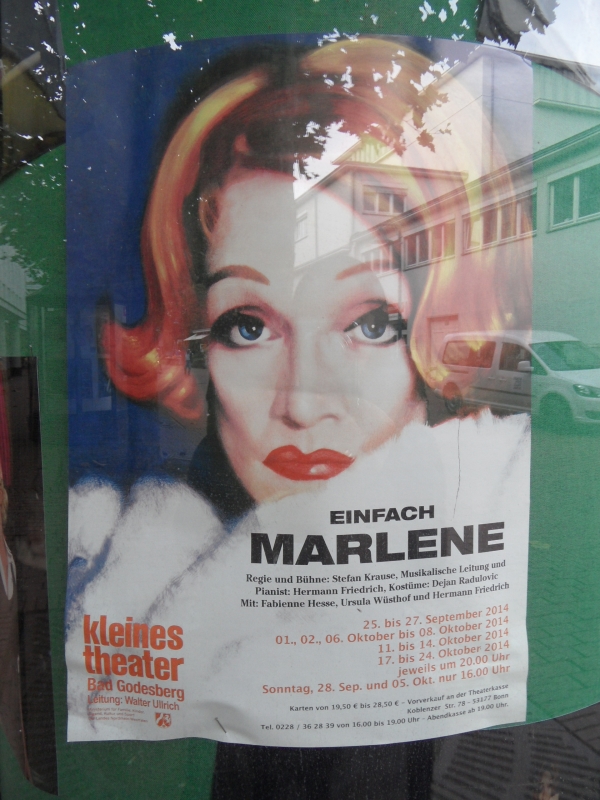 EINFACH
MARLENE
Regie und Bühne: Stefan Krause, Musikalische Leitung und
Pianist: Hermann Friedrich, Kostüme: Dejan Radulovic
Mit: Fabienne Hesse, Ursula Wüsthof und Hermann Friedrich
25. bis 27. September 2014
01., 02., 06. Oktober bis 08. Oktober 2014
11. bis 14. Oktober 2014
17. bis 24. Oktober 2014
jeweils um 20.00 Uhr
Sonntag, 28. Sep. und 05. Okt. nur 16.00 Uhr
Karten von 19,50 € bis 28,50 € - Vorverkauf an der Theaterkasse
Koblenzer Str. 78 - 53177 Bonn
Tel. 0228 / 36 28 39 von 16.00 bis 19.00 Uhr - Abendkasse ab 19.00 Uhr.
kleines
theater
Bad Godesberg
Leitung: Walter Ullrich